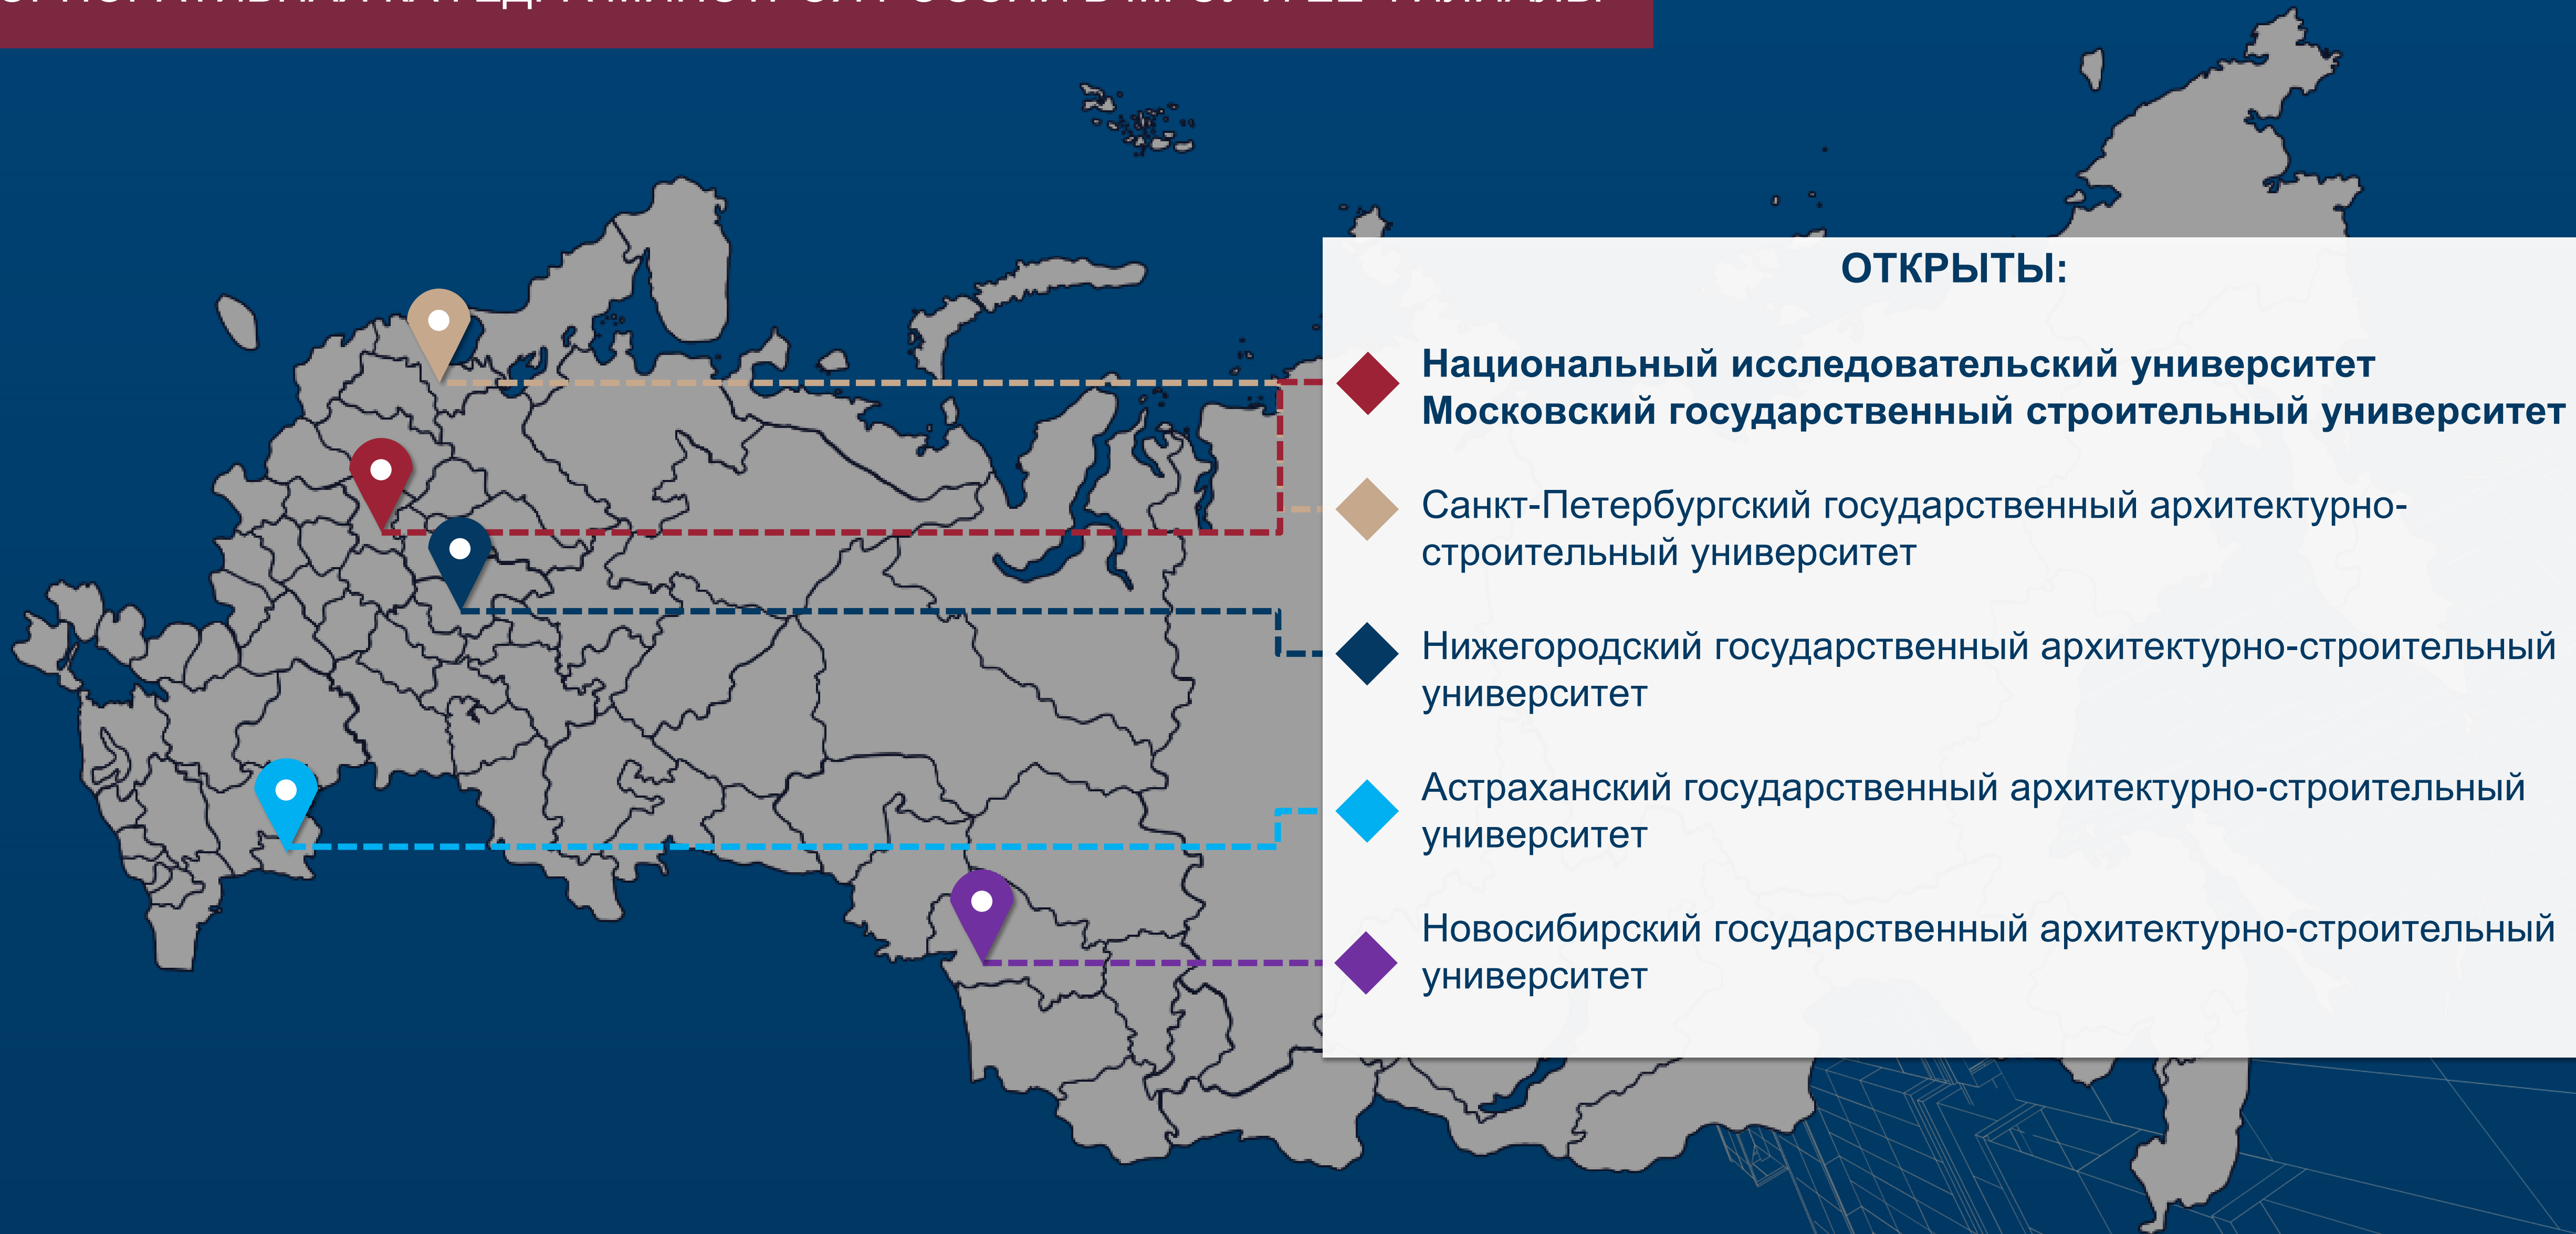 ОТКРЫТЫ:
Национальный исследовательский университет
Московский государственный строительный университет
Санкт-Петербургский государственный архитектурно-
строительный университет
Нижегородский государственный архитектурно-строительный
университет
Астраханский государственный архитектурно-строительный
университет
Новосибирский государственный архитектурно-строительный
университет